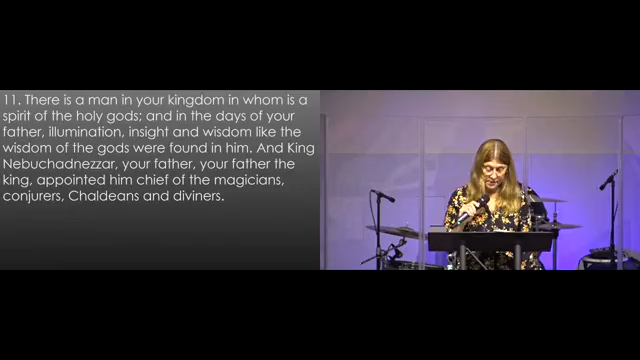 11. There is a man in your kingdom in whom is a
spirit of the holy gods; and in the days of your
father, illumination, insight and wisdom like the
wisdom of the gods were found in him. And King
Nebuchadnezzar, your father, your father the
king, appointed him chief of the magicians,
conjurers, Chaldeans and diviners.